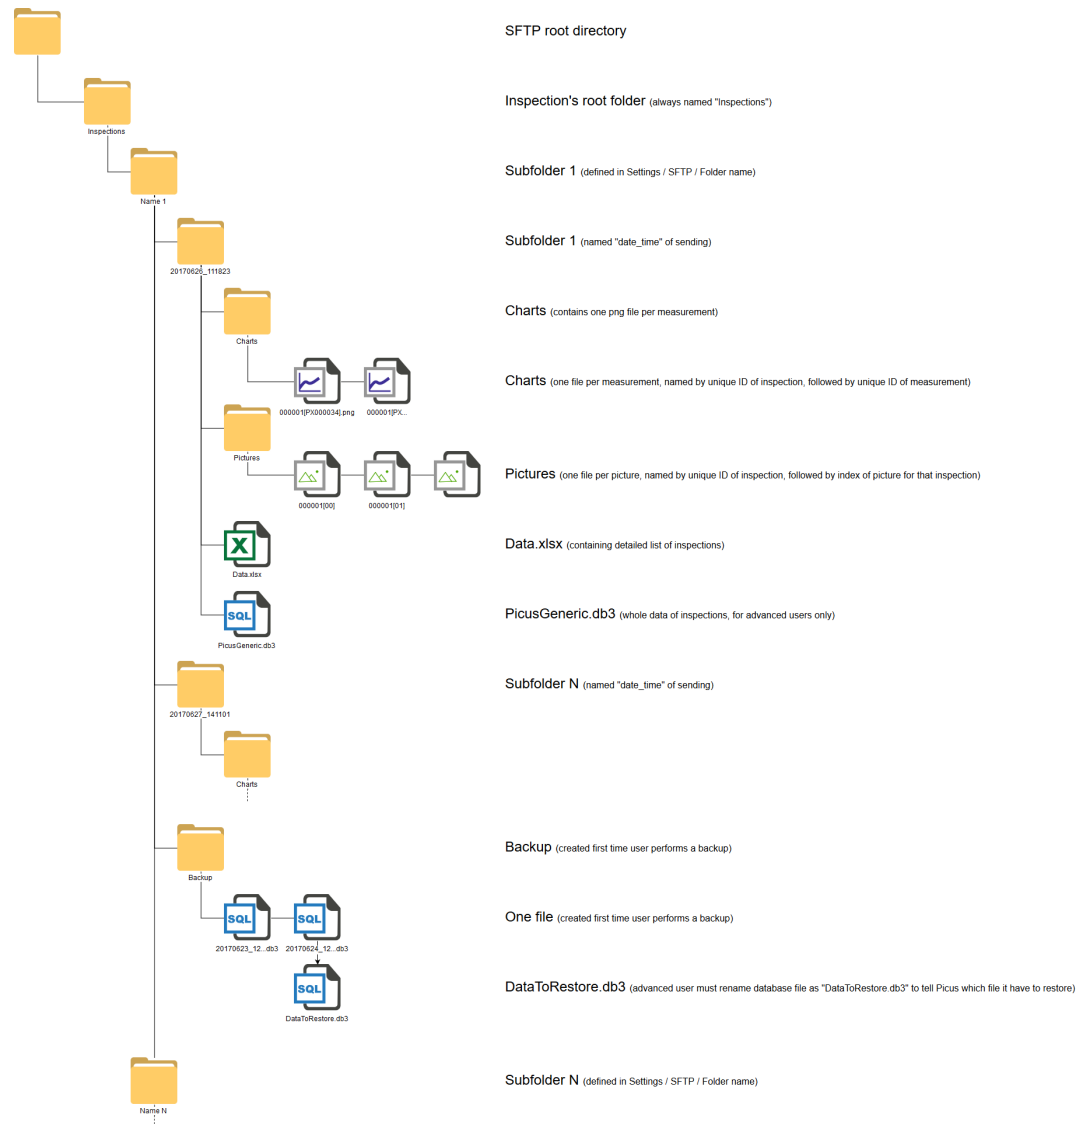 SFTP root directory
Inspection's root folder (always named "Inspections")
Inspections
Subfolder 1 (defined in Settings / SFTP / Folder name)
Name 1
Subfolder 1 (named "date_time" of sending)
20170626_111823
Charts (contains one png file per measurement)
Charts
Charts (one file per measurement, named by unique ID of inspection, followed by unique ID of measurement)
000001[PX000034].png 000001[PX...
Pictures
Pictures (one file per picture, named by unique ID of inspection, followed by index of picture for that inspection)
000001[00] 000001[01]
X
Data.xlsx (containing detailed list of inspections)
Data.xlsx
SQL
PicusGeneric.db3 (whole data of inspections, for advanced users only)
PicusGeneric.db3
Subfolder N (named "date_time" of sending)
20170627_141101
Charts
Backup (created first time user performs a backup)
Backup
SQL SQL
One file (created first time user performs a backup)
20170623_12...db3 20170624_12...db3
SQL
DataToRestore.db3 (advanced user must rename database file as "DataToRestore.db3" to tell Picus which file it have to restore)
DataToRestore.db3
Subfolder N (defined in Settings / SFTP / Folder name)
Name N